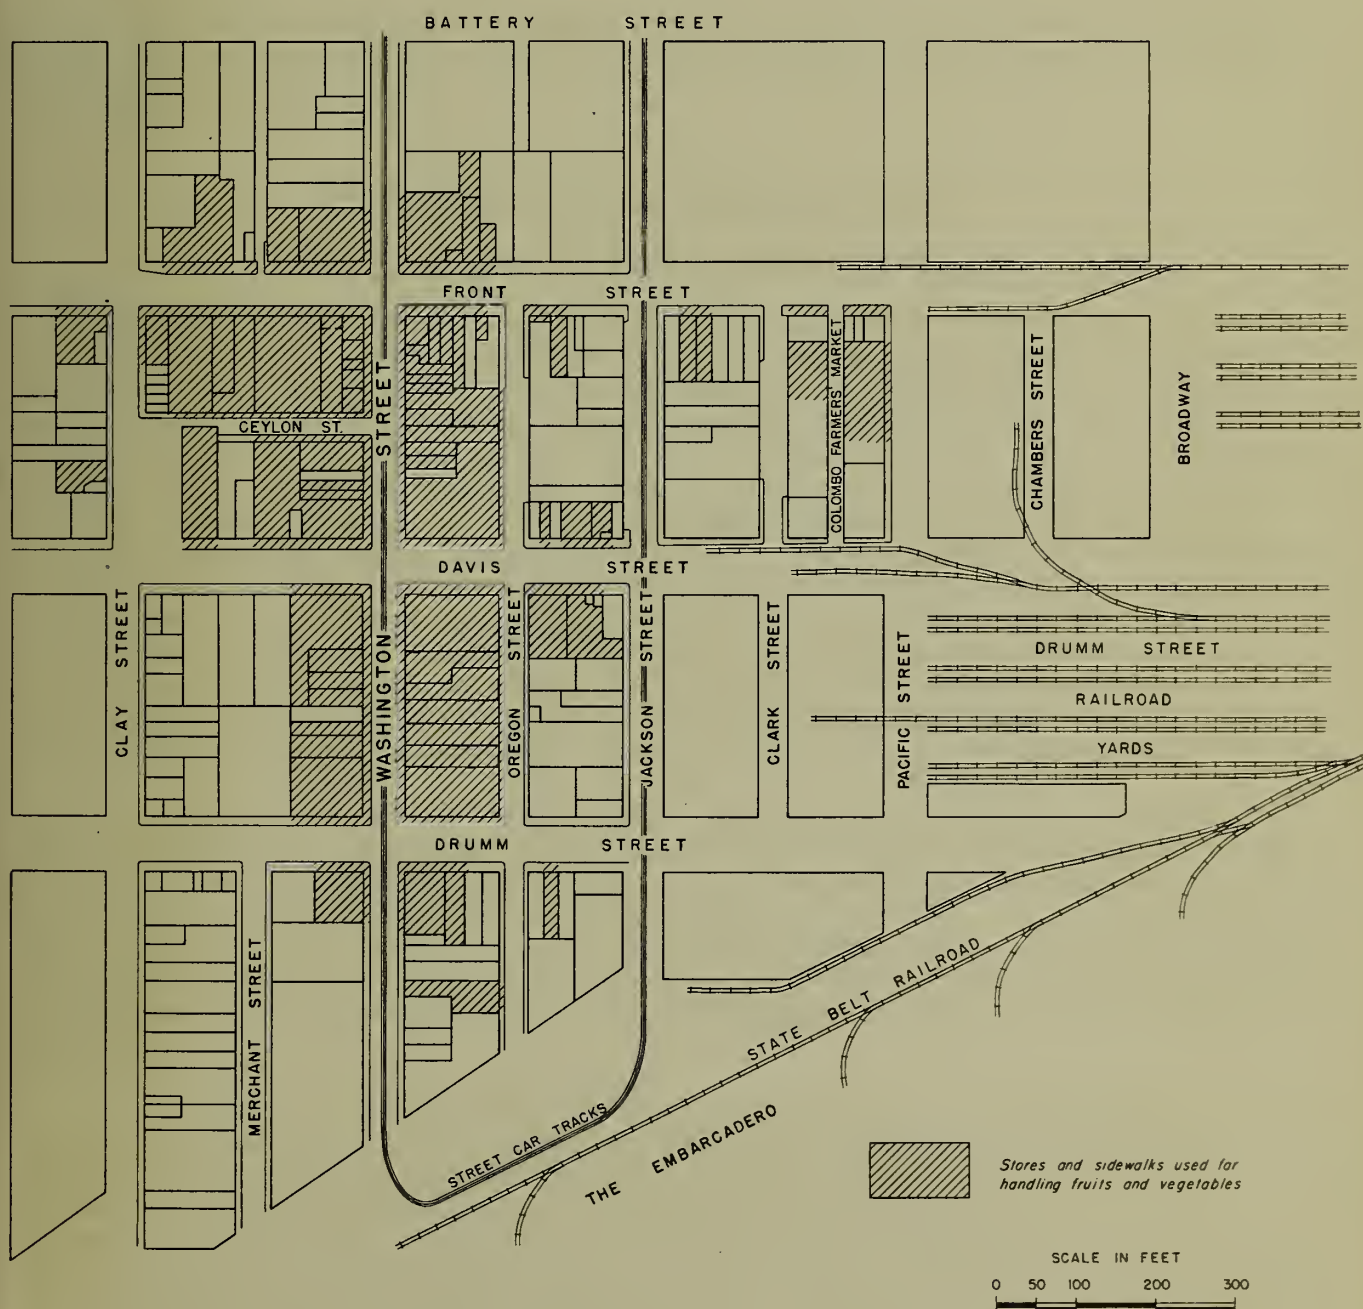 BATTERY STREET
FRONT STREET
CEYLON ST.
STREET
WASHINGTON
COLOMBO FARMERS' MARKET
CHAMBERS STREET
BROADWAY
DAVIS STREET
CLAY STREET
OREGON STREET
JACKSON STREET
CLARK STREET
PACIFIC STREET
DRUMM STREET
RAILROAD
YARDS
DRUMM STREET
MERCHANT STREET
STREET CAR TRACKS
STATE BELT RAILROAD
THE EMBARCADERO
Stores and sidewalks used for
handling fruits and vegetables
SCALE IN FEET
0 50 100 200 300